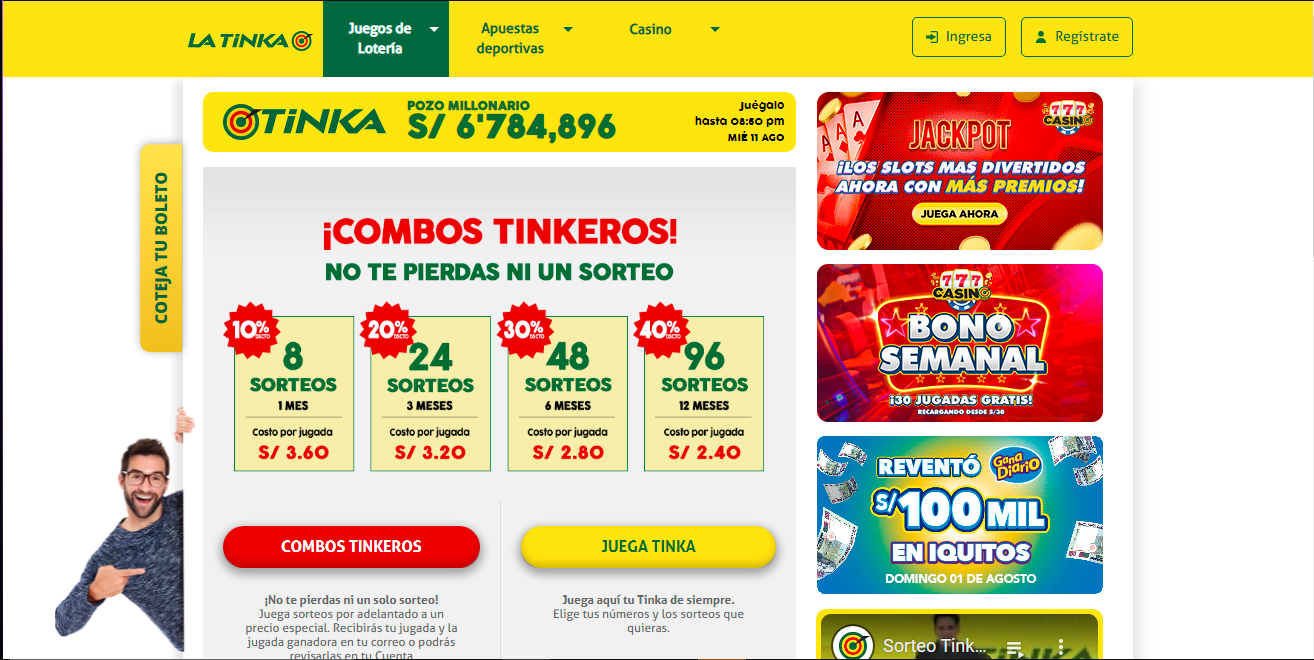 LA TiNKA
Juegos de
Lotería
Apuestas
deportivas
Casino
Ingresa
Regístrate
TiNKA
POZO MILLONARIO
S/ 6'784,896
Juégalo
hasta 08:50 pm
MIÉ 11 AGO
COTEJA TU BOLETO
¡COMBOS TINKEROS!
NO TE PIERDAS NI UN SORTEO
10%
DSCTO
8
SORTEOS
1 MES
Costo por jugada
S/ 3.60
20%
DSCTO
24
SORTEOS
3 MESES
Costo por jugada
S/ 3.20
30%
DSCTO
48
SORTEOS
6 MESES
Costo por jugada
S/ 2.80
40%
DSCTO
96
SORTEOS
12 MESES
Costo por jugada
S/ 2.40
COMBOS TINKEROS
¡No te pierdas ni un solo sorteo!
Juega sorteos por adelantado a un
precio especial. Recibirás tu jugada y la
jugada ganadora en tu correo o podrás
revisarlas en tu Cuenta.
JUEGA TINKA
Juega aquí tu Tinka de siempre.
Elige tus números y los sorteos que
quieras.
A A A
777
CASINO
JACKPOT
¡LOS SLOTS MAS DIVERTIDOS
AHORA CON MÁS PREMIOS!
JUEGA AHORA
777
CASINO
BONO
SEMANAL
¡30 JUGADAS GRATIS!
RECARGANDO DESDE S/30
REVENTÓ
Gana
Diario
S/100 MIL
EN IQUITOS
DOMINGO 01 DE AGOSTO
Sorteo Tink...